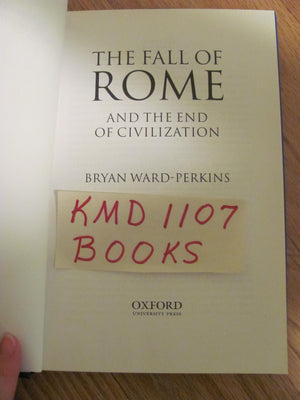 THE FALL OF
ROME
AND THE END
OF CIVILIZATION
BRYAN WARD-PERKINS
KMD 1107
BOOKS
OXFORD
UNIVERSITY PRESS